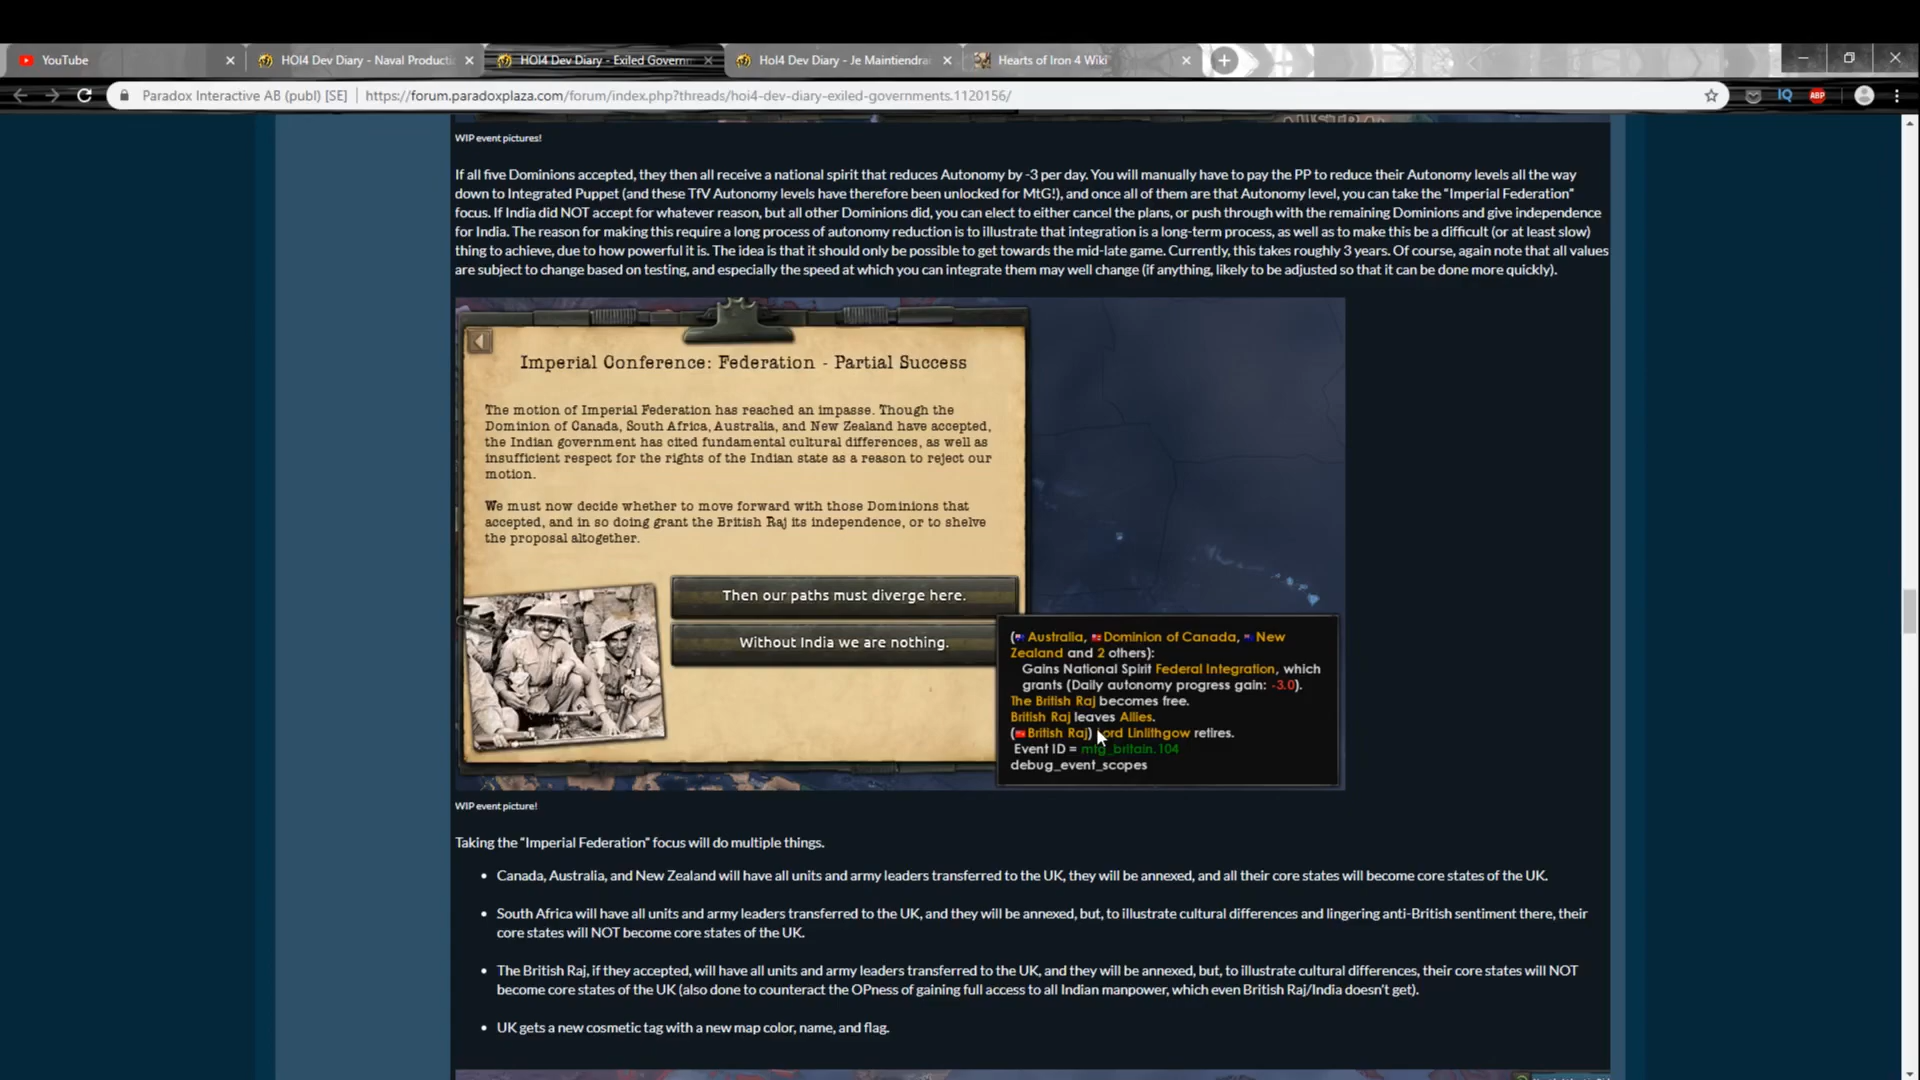 YouTube
HOI4 Dev Diary - Naval Productic
HOI4 Dev Diary - Exiled Governm
HoI4 Dev Diary - Je Maintiendrai
Hearts of Iron 4 Wiki
Paradox Interactive AB (publ) [SE]
https://forum.paradoxplaza.com/forum/index.php?threads/hoi4-dev-diary-exiled-governments.1120156/
IQ
ABP
WIP event pictures!
If all five Dominions accepted, they then all receive a national spirit that reduces Autonomy by -3 per day. You will manually have to pay the PP to reduce their Autonomy levels all the way
down to Integrated Puppet (and these TfV Autonomy levels have therefore been unlocked for MtG!), and once all of them are that Autonomy level, you can take the "Imperial Federation"
focus. If India did NOT accept for whatever reason, but all other Dominions did, you can elect to either cancel the plans, or push through with the remaining Dominions and give independence
for India. The reason for making this require a long process of autonomy reduction is to illustrate that integration is a long-term process, as well as to make this be a difficult (or at least slow)
thing to achieve, due to how powerful it is. The idea is that it should only be possible to get towards the mid-late game. Currently, this takes roughly 3 years. Of course, again note that all values
are subject to change based on testing, and especially the speed at which you can integrate them may well change (if anything, likely to be adjusted so that it can be done more quickly).
Imperial Conference: Federation - Partial Success
The motion of Imperial Federation has reached an impasse. Though the
Dominion of Canada, South Africa, Australia, and New Zealand have accepted,
the Indian government has cited fundamental cultural differences, as well as
insufficient respect for the rights of the Indian state as a reason to reject our
motion.
We must now decide whether to move forward with those Dominions that
accepted, and in so doing grant the British Raj its independence, or to shelve
the proposal altogether.
Then our paths must diverge here.
Without India we are nothing.
(Australia, Dominion of Canada, New
Zealand and 2 others):
Gains National Spirit Federal Integration, which
grants (Daily autonomy progress gain: -3.0).
The British Raj becomes free.
British Raj leaves Allies.
(British Raj) Lord Linlithgow retires.
Event ID = mtg_britain.104
debug_event_scopes
WIP event picture!
Taking the "Imperial Federation" focus will do multiple things.
• Canada, Australia, and New Zealand will have all units and army leaders transferred to the UK, they will be annexed, and all their core states will become core states of the UK.
• South Africa will have all units and army leaders transferred to the UK, and they will be annexed, but, to illustrate cultural differences and lingering anti-British sentiment there, their
core states will NOT become core states of the UK.
• The British Raj, if they accepted, will have all units and army leaders transferred to the UK, and they will be annexed, but, to illustrate cultural differences, their core states will NOT
become core states of the UK (also done to counteract the OPness of gaining full access to all Indian manpower, which even British Raj/India doesn't get).
• UK gets a new cosmetic tag with a new map color, name, and flag.